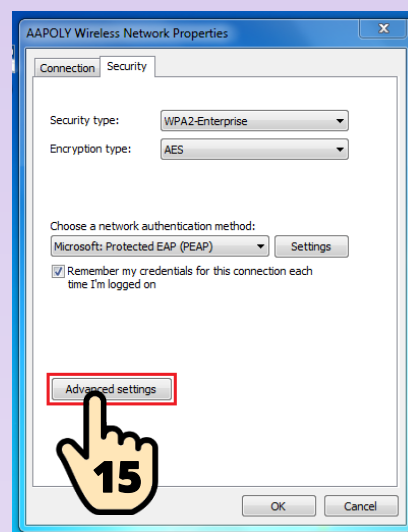 AAPOLY Wireless Network Properties
Connection Security
Security type: WPA2-Enterprise
Encryption type: AES
Choose a network authentication method:
Microsoft: Protected EAP (PEAP) Settings
Remember my credentials for this connection each
time I'm logged on
Advanced settings
15
OK Cancel